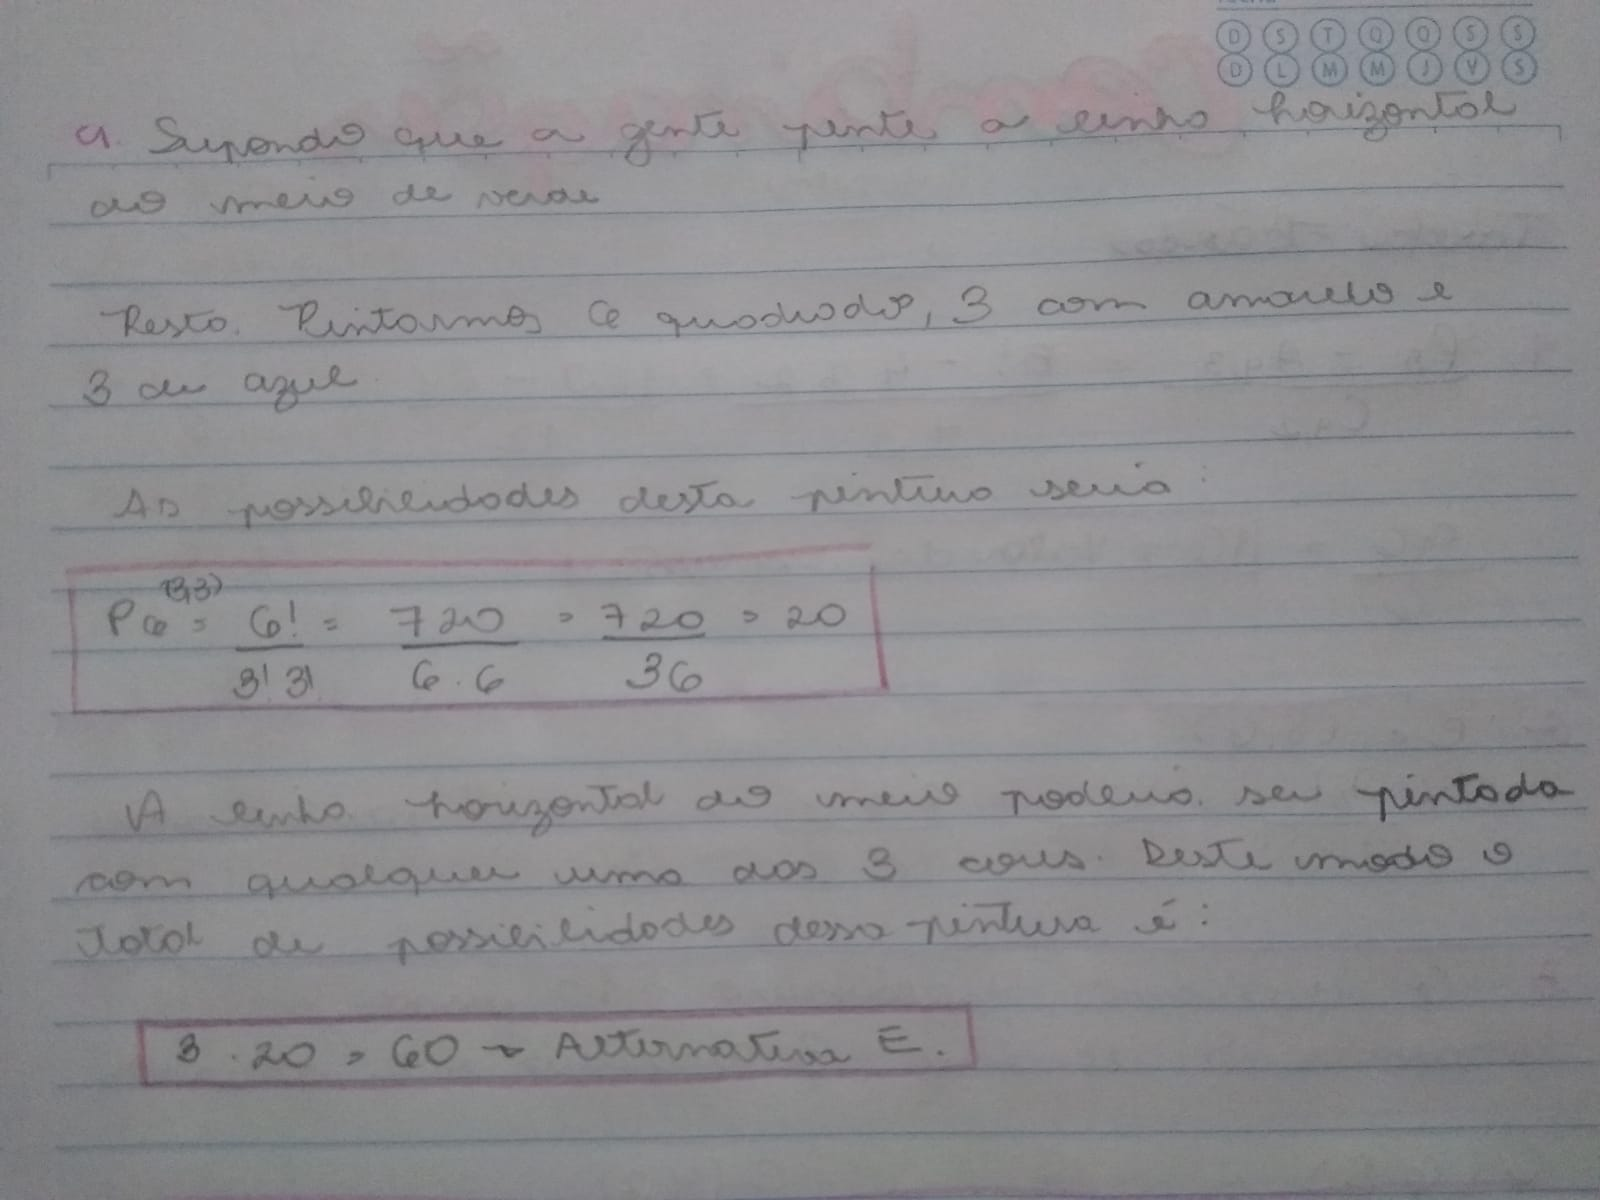 D S T Q Q S S
D L M M J V S
9. Supondo que a gente pinte a linha horizontal
do meio de verde
Resto. Pintarmos 6 quadrados, 3 com amarelo e
3 de azul
As possibilidades desta pintura seria:
P6 (3,3) = 6!/3! 3! = 720/6.6 = 720/36 = 20
A linha horizontal do meio poderia ser pintada
com qualquer uma das 3 cores. Deste modo o
total de possibilidades dessa pintura é:
3 . 20 = 60 → Alternativa E.